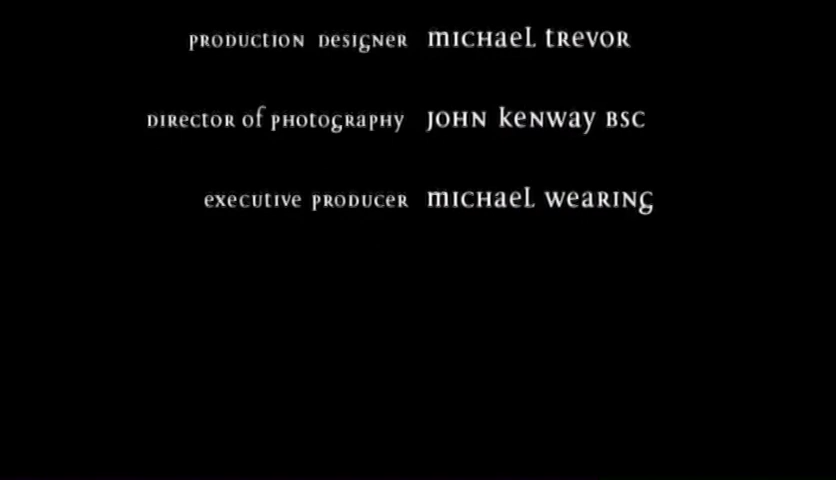 PRODUCTION DESIGNER MICHAEL TREVOR
DIRECTOR of PHOTOGRAPHY JOHN KENWAY BSC
EXECUTIVE PRODUCER MICHAEL WEARING